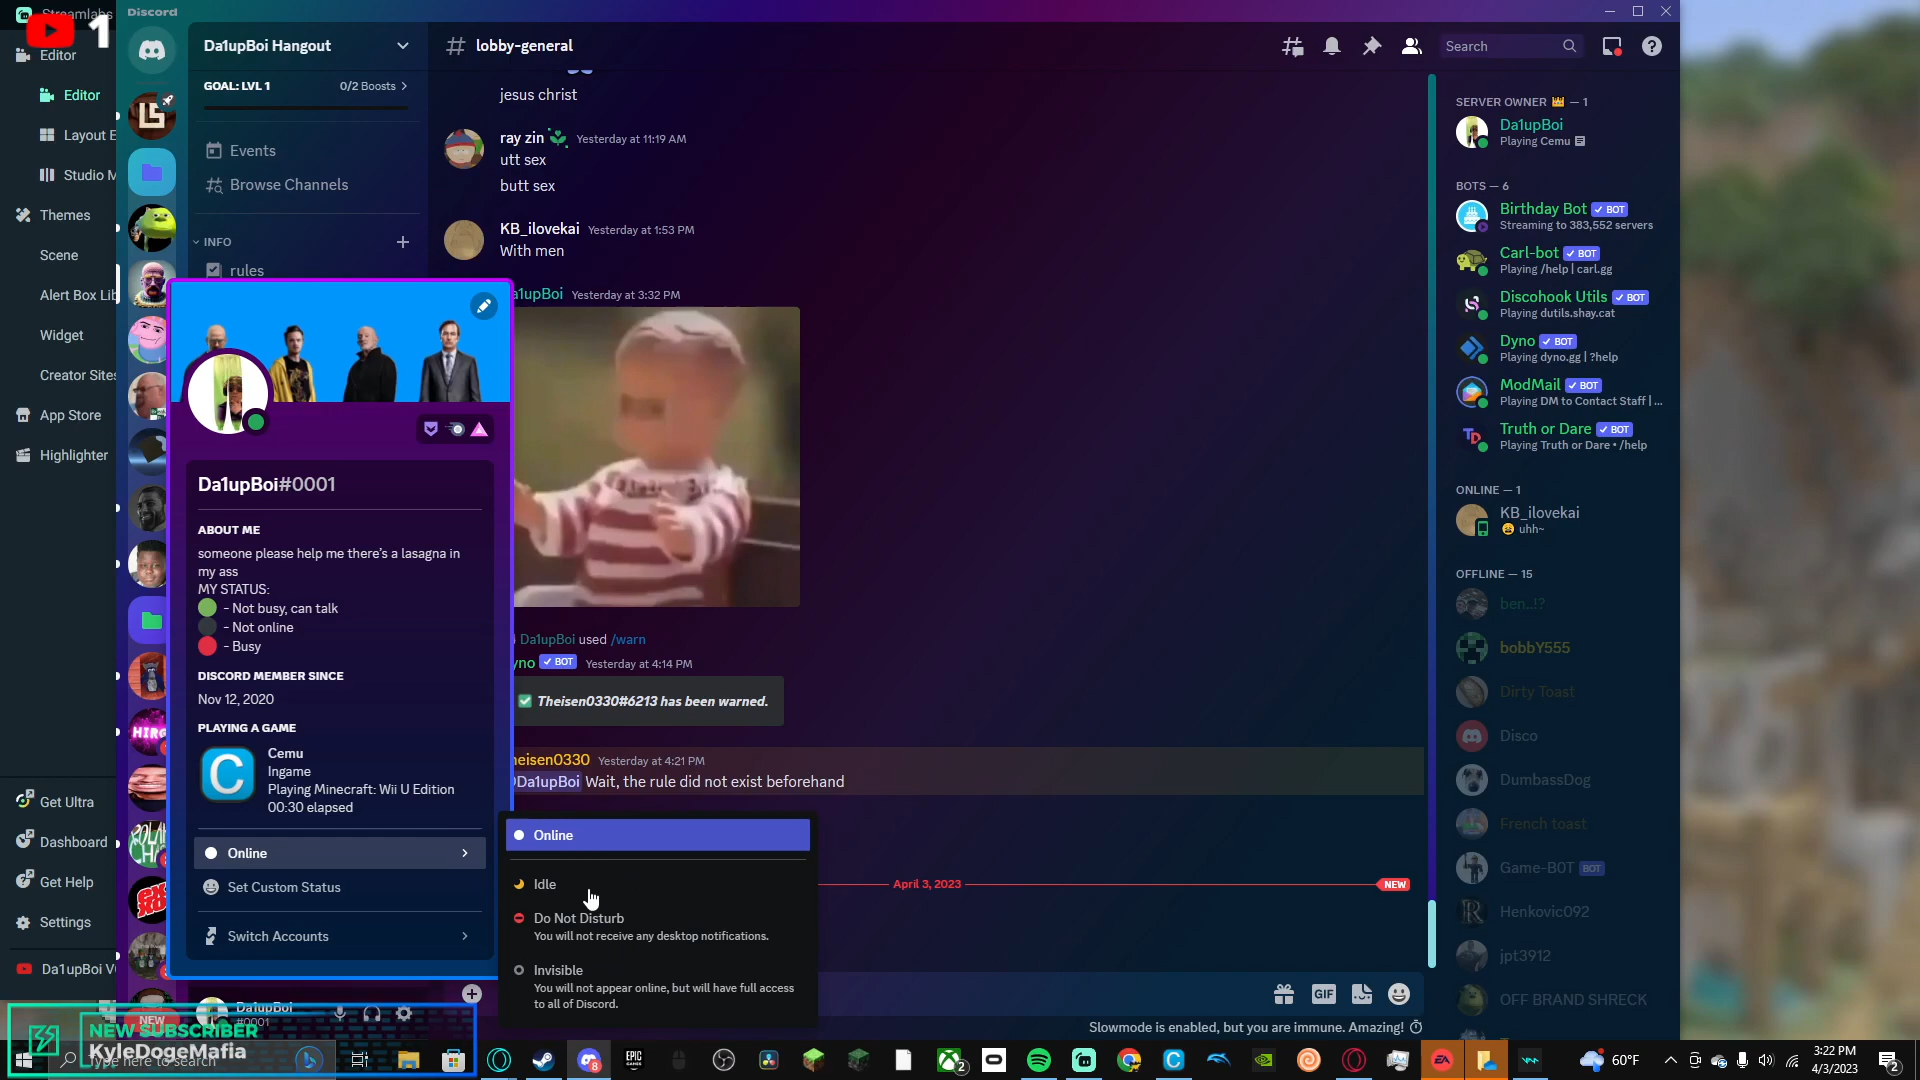 Streamlabs
1
Editor
Editor
Layout E
Studio M
Themes
Scene
Alert Box Lib
Widget
Creator Sites
App Store
Highlighter
Get Ultra
Dashboard
Get Help
Settings
Da1upBoi
Discord
Da1upBoi Hangout
GOAL: LVL 1 0/2 Boosts >
Events
Browse Channels
INFO
rules
# lobby-general
Search
jesus christ
ray zin Yesterday at 11:19 AM
utt sex
butt sex
KB_ilovekai Yesterday at 1:53 PM
With men
a1upBoi Yesterday at 3:32 PM
Da1upBoi used /warn
yno ✓ BOT Yesterday at 4:14 PM
Theisen0330#6213 has been warned.
heisen0330 Yesterday at 4:21 PM
@Da1upBoi Wait, the rule did not exist beforehand
April 3, 2023 NEW
Slowmode is enabled, but you are immune. Amazing!
GIF
Da1upBoi#0001
ABOUT ME
someone please help me there's a lasagna in
my ass
MY STATUS:
- Not busy, can talk
- Not online
- Busy
DISCORD MEMBER SINCE
Nov 12, 2020
PLAYING A GAME
Cemu
Ingame
Playing Minecraft: Wii U Edition
00:30 elapsed
Online
Set Custom Status
Switch Accounts
Online
Idle
Do Not Disturb
You will not receive any desktop notifications.
Invisible
You will not appear online, but will have full access
to all of Discord.
SERVER OWNER — 1
Da1upBoi
Playing Cemu
BOTS — 6
Birthday Bot ✓ BOT
Streaming to 383,552 servers
Carl-bot ✓ BOT
Playing /help | carl.gg
Discohook Utils ✓ BOT
Playing dutils.shay.cat
Dyno ✓ BOT
Playing dyno.gg | ?help
ModMail ✓ BOT
Playing DM to Contact Staff | ...
Truth or Dare ✓ BOT
Playing Truth or Dare • /help
ONLINE — 1
KB_ilovekai
uhh~
OFFLINE — 15
ben..!?
bobbY555
Dirty Toast
Disco
DumbassDog
French toast
Game-B0T BOT
Henkovic092
jpt3912
OFF BRAND SHRECK
Da1upBoi
#0001
NEW
NEW SUBSCRIBER
KyleDogeMafia
Type here to search
EPIC GAMES
60°F
3:22 PM
4/3/2023
2